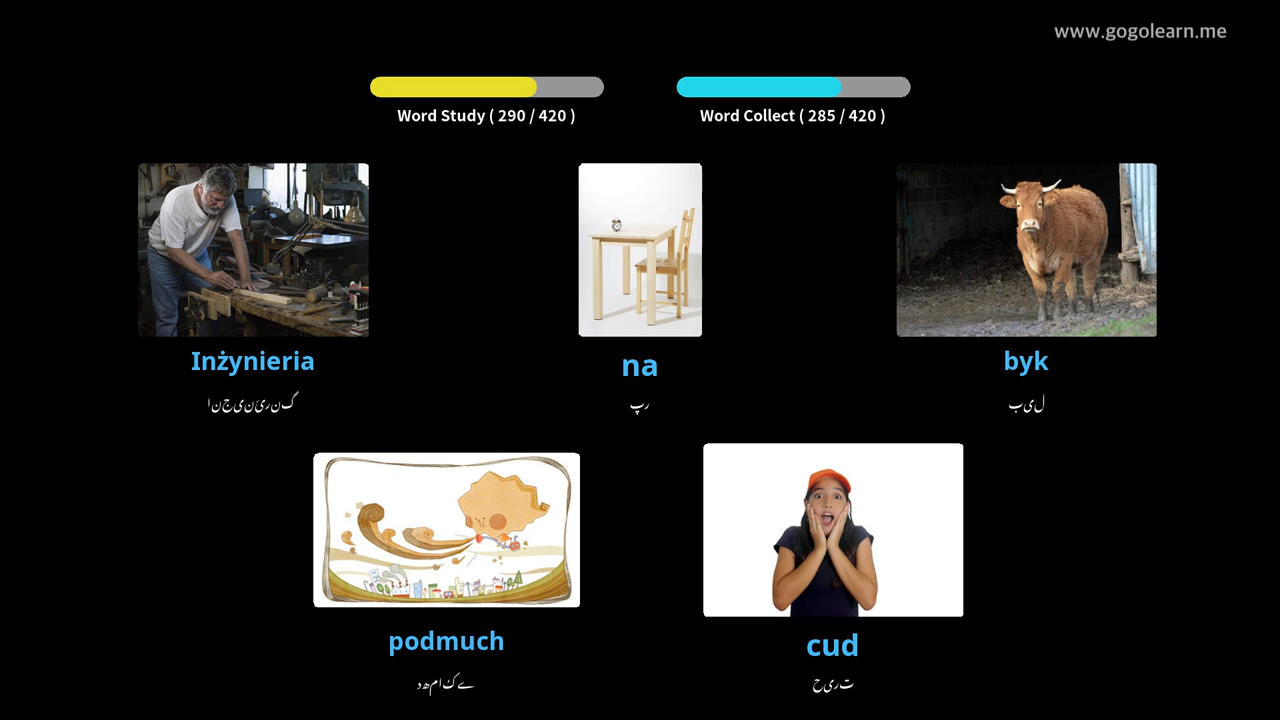 www.gogolearn.me
Word Study ( 290 / 420 )
Word Collect ( 285 / 420 )
Inżynieria
انجینئرنگ
na
پر
byk
بیل
podmuch
دھماکے
cud
حیرت